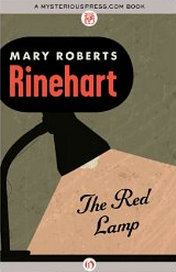 A MYSTERIOUSPRESS.COM BOOK
MARY ROBERTS
Rinehart
The Red
Lamp